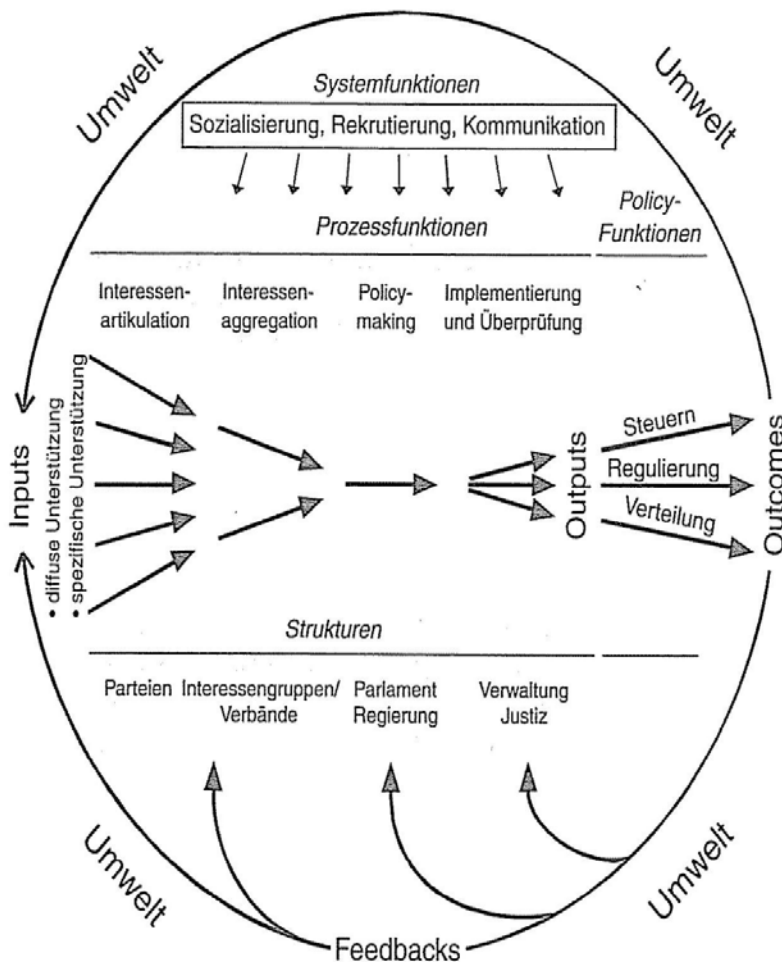 Umwelt
Umwelt
Systemfunktionen
Sozialisierung, Rekrutierung, Kommunikation
Prozessfunktionen
Policy-
Funktionen
Interessen-
artikulation
Interessen-
aggregation
Policy-
making
Implementierung
und Überprüfung
Inputs
• diffuse Unterstützung
• spezifische Unterstützung
Outputs
Steuern
Regulierung
Verteilung
Outcomes
Strukturen
Parteien
Interessengruppen/
Verbände
Parlament
Regierung
Verwaltung
Justiz
Umwelt
Umwelt
Feedbacks